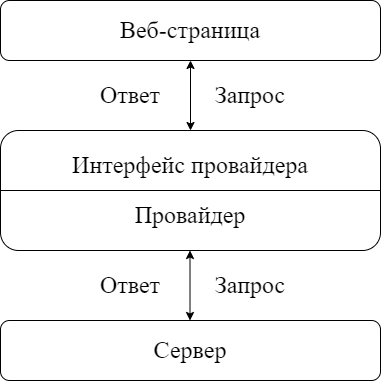 Веб-страница
Ответ Запрос
Интерфейс провайдера
Провайдер
Ответ Запрос
Сервер